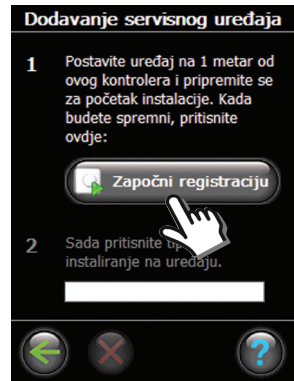 Dodavanje servisnog uređaja
1 Postavite uređaj na 1 metar od
ovog kontrolera i pripremite se
za početak instalacije. Kada
budete spremni, pritisnite
ovdje:
Započni registraciju
2 Sada pritisnite
instaliranje na uređaju.
?